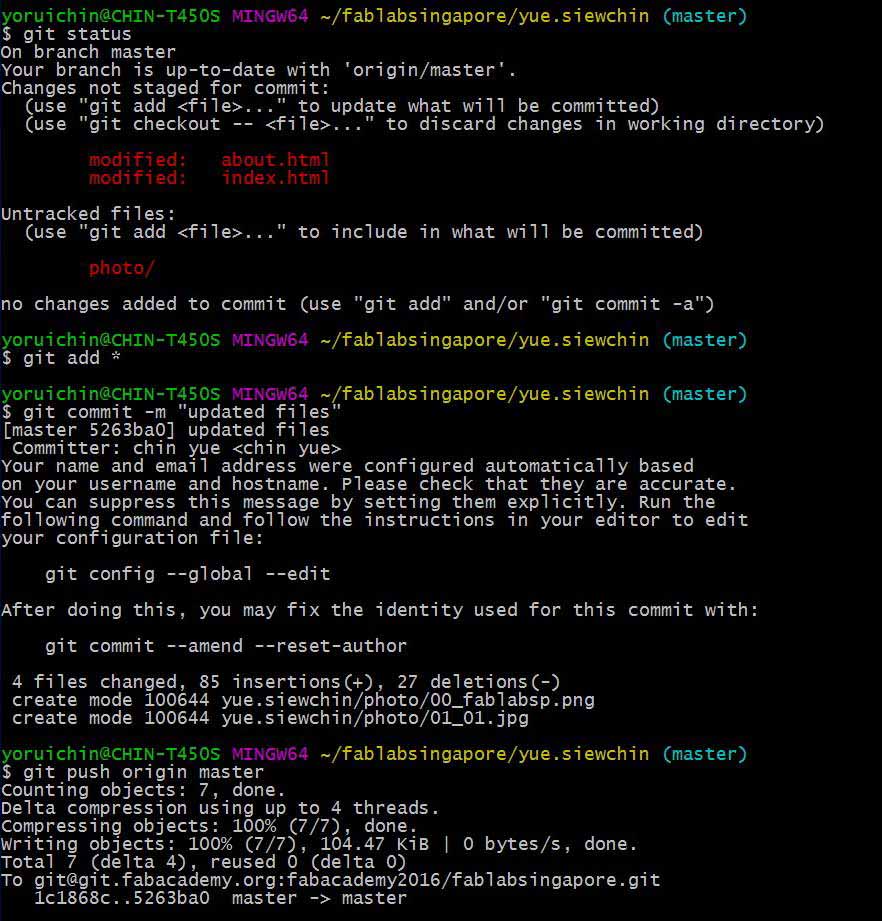 yoruichin@CHIN-T450S MINGW64 ~/fablabsingapore/yue.siewchin (master)
$ git status
On branch master
Your branch is up-to-date with 'origin/master'.
Changes not staged for commit:
  (use "git add <file>..." to update what will be committed)
  (use "git checkout -- <file>..." to discard changes in working directory)

        modified:   about.html
        modified:   index.html

Untracked files:
  (use "git add <file>..." to include in what will be committed)

        photo/

no changes added to commit (use "git add" and/or "git commit -a")

yoruichin@CHIN-T450S MINGW64 ~/fablabsingapore/yue.siewchin (master)
$ git add *

yoruichin@CHIN-T450S MINGW64 ~/fablabsingapore/yue.siewchin (master)
$ git commit -m "updated files"
[master 5263ba0] updated files
 Committer: chin yue <chin yue>
Your name and email address were configured automatically based
on your username and hostname. Please check that they are accurate.
You can suppress this message by setting them explicitly. Run the
following command and follow the instructions in your editor to edit
your configuration file:

    git config --global --edit

After doing this, you may fix the identity used for this commit with:

    git commit --amend --reset-author

 4 files changed, 85 insertions(+), 27 deletions(-)
 create mode 100644 yue.siewchin/photo/00_fablabsp.png
 create mode 100644 yue.siewchin/photo/01_01.jpg

yoruichin@CHIN-T450S MINGW64 ~/fablabsingapore/yue.siewchin (master)
$ git push origin master
Counting objects: 7, done.
Delta compression using up to 4 threads.
Compressing objects: 100% (7/7), done.
Writing objects: 100% (7/7), 104.47 KiB | 0 bytes/s, done.
Total 7 (delta 4), reused 0 (delta 0)
To git@git.fabacademy.org:fabacademy2016/fablabsingapore.git
   1c1868c..5263ba0  master -> master